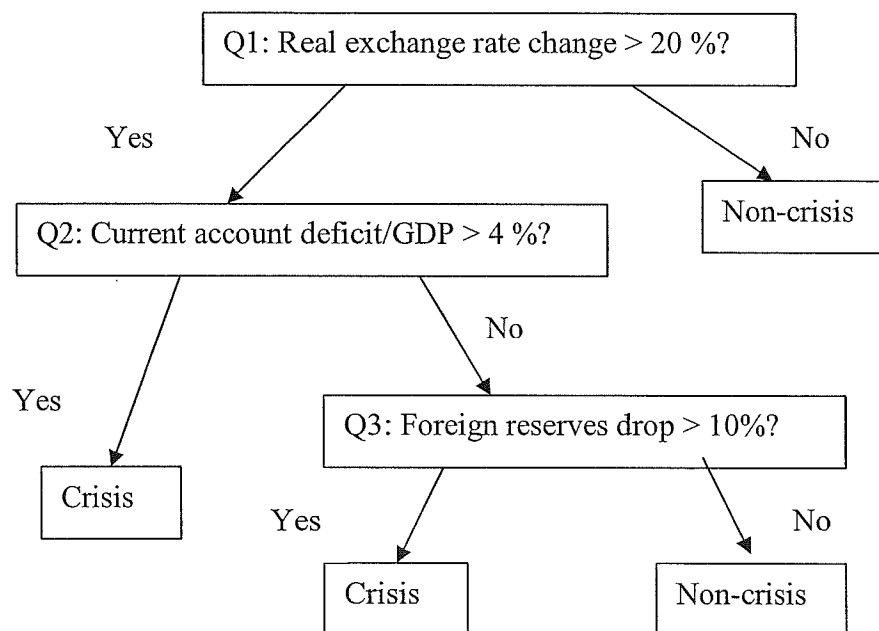 Q1: Real exchange rate change > 20 %?
Yes
No
Non-crisis
Q2: Current account deficit/GDP > 4 %?
No
Yes
Q3: Foreign reserves drop > 10%?
Crisis
Yes
No
Crisis
Non-crisis